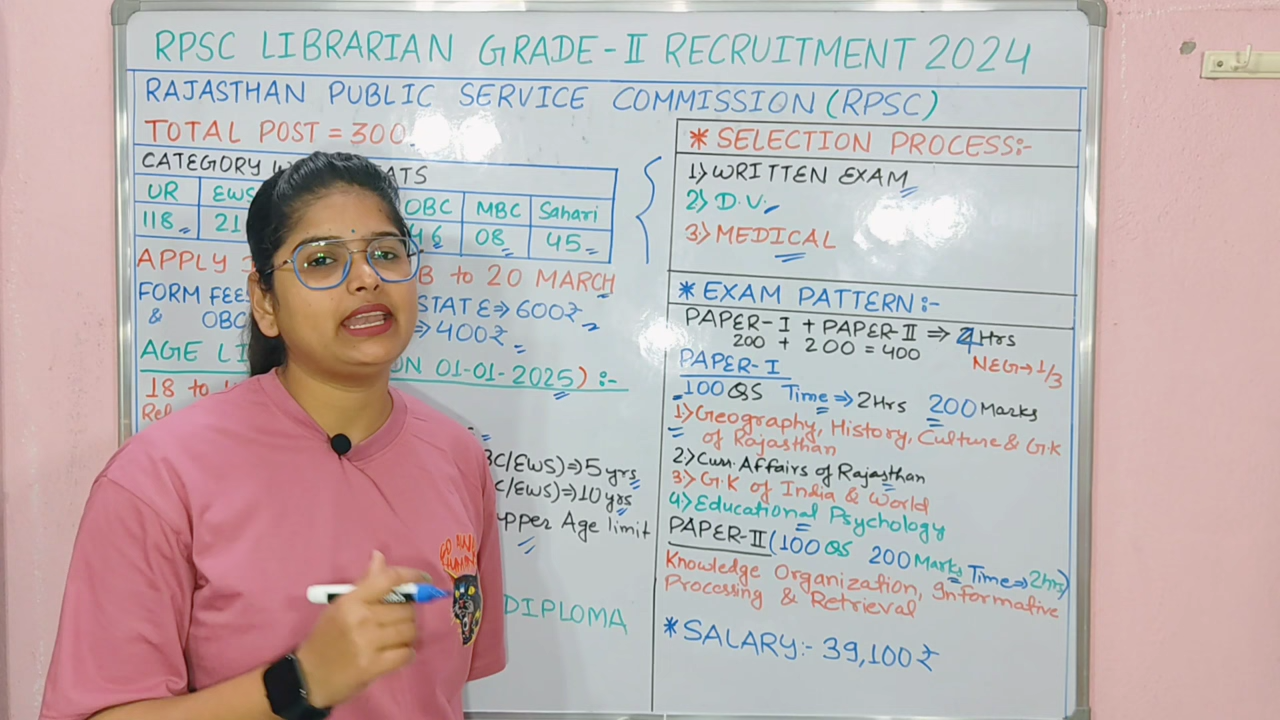 RPSC LIBRARIAN GRADE-II RECRUITMENT 2024
RAJASTHAN PUBLIC SERVICE COMMISSION (RPSC)
TOTAL POST = 300
CATEGORY
UR EWS OBC MBC Sahari
118 21 46 08 45
APPLY TO 20 MARCH
FORM FEES STATE⇒600₹
& OBC ⇒400₹
AGE ON 01-01-2025) :-
18 to
⇒5 yrs
C/EWS)⇒10 yrs
upper Age limit
DIPLOMA
* SELECTION PROCESS:-
1) WRITTEN EXAM
2) D.V.
3) MEDICAL
* EXAM PATTERN:-
PAPER-I + PAPER-II ⇒ 4 Hrs
200 + 200 = 400
NEG→1/3
PAPER-I
100 QS Time⇒2Hrs 200 Marks
1) Geography, History, Culture & G.K
of Rajasthan
2) Curr. Affairs of Rajasthan
3) G.K of India & World
4) Educational Psychology
PAPER-II (100 QS 200 Marks Time⇒2hrs)
Knowledge Organization, Informative
Processing & Retrieval
* SALARY:- 39,100₹